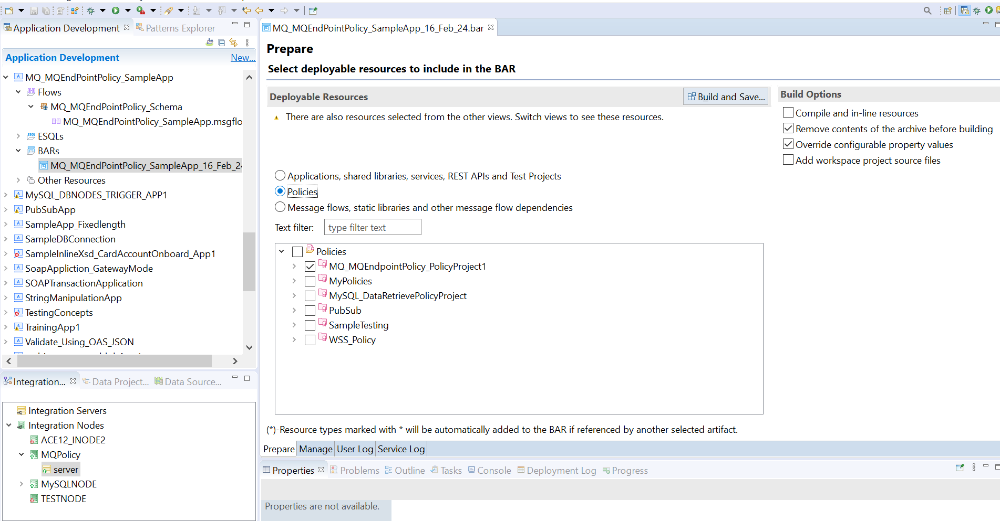 Application Development
Patterns Explorer
Application Development
New...
MQ_MQEndPointPolicy_SampleApp
Flows
MQ_MQEndPointPolicy_Schema
MQ_MQEndPointPolicy_SampleApp.msgflo
ESQLs
BARs
MQ_MQEndPointPolicy_SampleApp_16_Feb_24
Other Resources
MySQL_DBNODES_TRIGGER_APP1
PubSubApp
SampleApp_Fixedlength
SampleDBConnection
SampleInlineXsd_CardAccountOnboard_App1
SoapAppliction_GatewayMode
SOAPTransactionApplication
StringManipulationApp
TestingConcepts
TrainingApp1
Validate_Using_OAS_JSON
Integration...
Data Project...
Data Source...
Integration Servers
Integration Nodes
ACE12_INODE2
MQPolicy
server
MySQLNODE
TESTNODE
MQ_MQEndPointPolicy_SampleApp_16_Feb_24.bar
Prepare
Select deployable resources to include in the BAR
Deployable Resources
Build and Save...
There are also resources selected from the other views. Switch views to see these resources.
Applications, shared libraries, services, REST APIs and Test Projects
Policies
Message flows, static libraries and other message flow dependencies
Text filter:
type filter text
Policies
MQ_MQEndpointPolicy_PolicyProject1
MyPolicies
MySQL_DataRetrievePolicyProject
PubSub
SampleTesting
WSS_Policy
(*)-Resource types marked with * will be automatically added to the BAR if referenced by another selected artifact.
Build Options
Compile and in-line resources
Remove contents of the archive before building
Override configurable property values
Add workspace project source files
Prepare
Manage
User Log
Service Log
Properties
Problems
Outline
Tasks
Console
Deployment Log
Progress
Properties are not available.